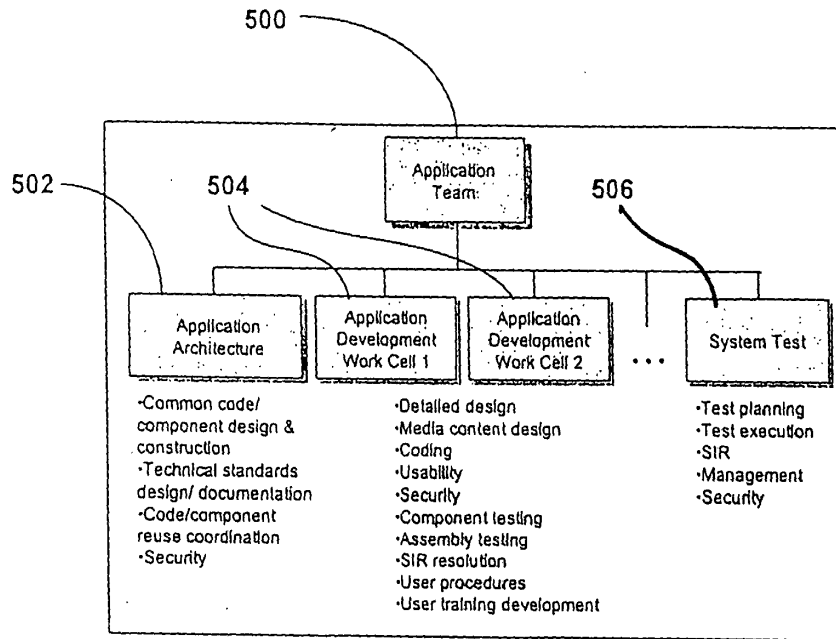 500
502
504
506
Application
Team
Application
Architecture
Application
Development
Work Cell 1
Application
Development
Work Cell 2
...
System Test
•Common code/
component design &
construction
•Technical standards
design/ documentation
•Code/component
reuse coordination
•Security
•Detailed design
•Media content design
•Coding
•Usability
•Security
•Component testing
•Assembly testing
•SIR resolution
•User procedures
•User training development
•Test planning
•Test execution
•SIR
•Management
•Security